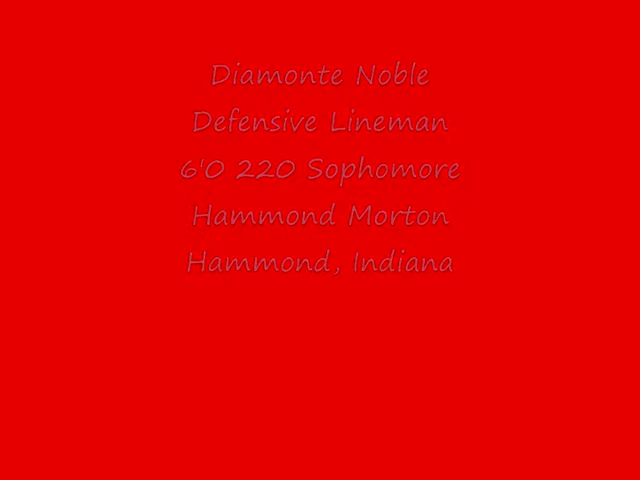 Diamonte Noble
Defensive Lineman
6'0 220 Sophomore
Hammond Morton
Hammond, Indiana